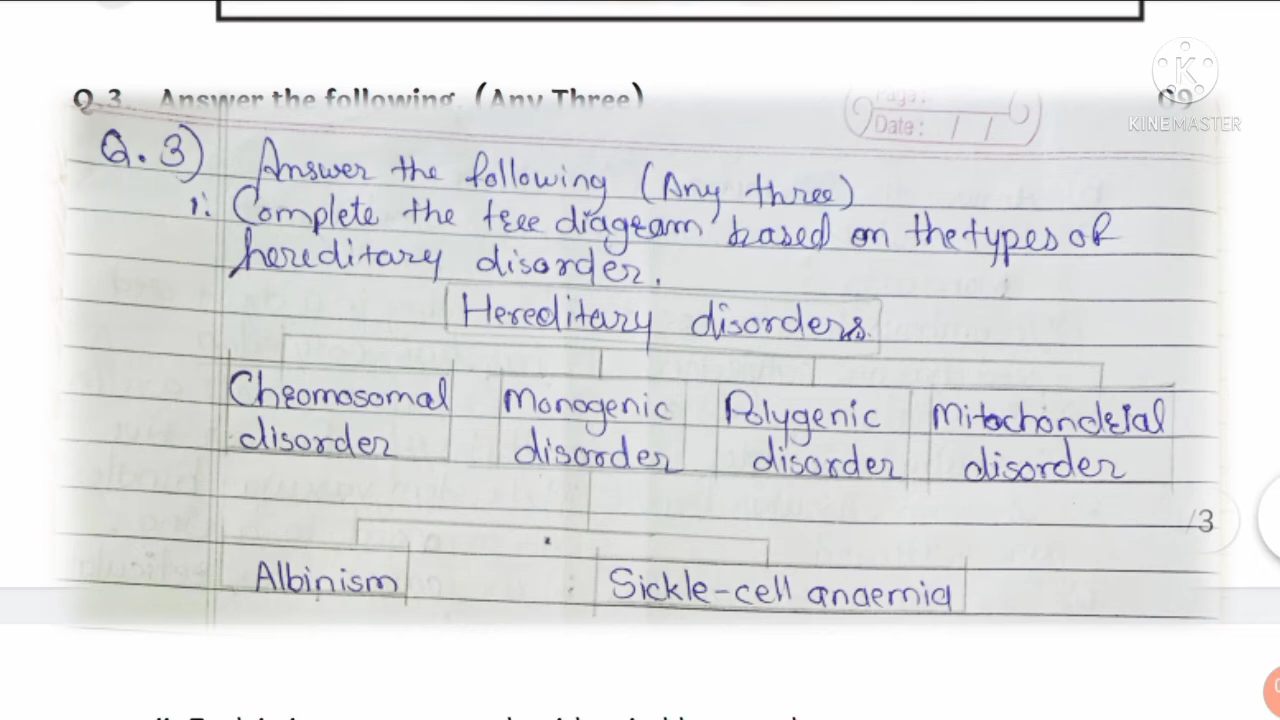 Q.3 Answer the following. (Any Three) 09
Page:
Date: / /
KINEMASTER
Q.3) Answer the following (Any three)
i: Complete the tree diagram based on the types of
hereditary disorder.
Hereditary disorders.
Chromosomal disorder
Monogenic disorder
Polygenic disorder
Mitochondrial disorder
/3
Albinism : Sickle-cell anaemia